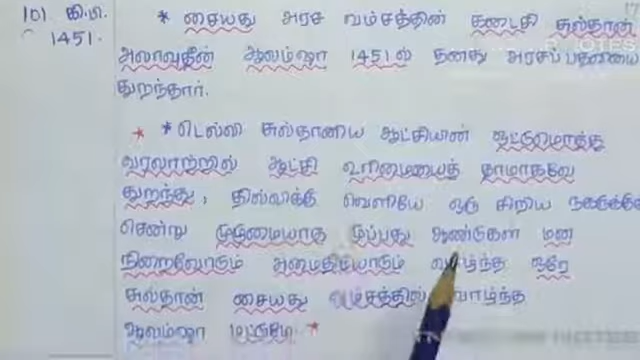 101 கி.மி.
1451.
* சையது அரச வம்சத்தின் கடைசி சுல்தான்
அலாவுதீன் ஆலம்ஷா 1451ல் தனது அரசப்பதவியை
துறந்தார்.
* * டெல்லி சுல்தானிய ஆட்சியின் ஒட்டுமொத்த
வரலாற்றில் ஆட்சி உரிமையைத் தாமாகவே
துறந்து, தில்லிக்கு வெளியே ஒரு சிறிய
சென்று முழுமையாக முப்பது ஆண்டுகள் மன
நிறைவோடும் அமைதியோடும் வாழ்ந்த ஒரே
சுல்தான் சையது வம்சத்தில் வாழ்ந்த
ஆலம்ஷா மட்டுமே. *